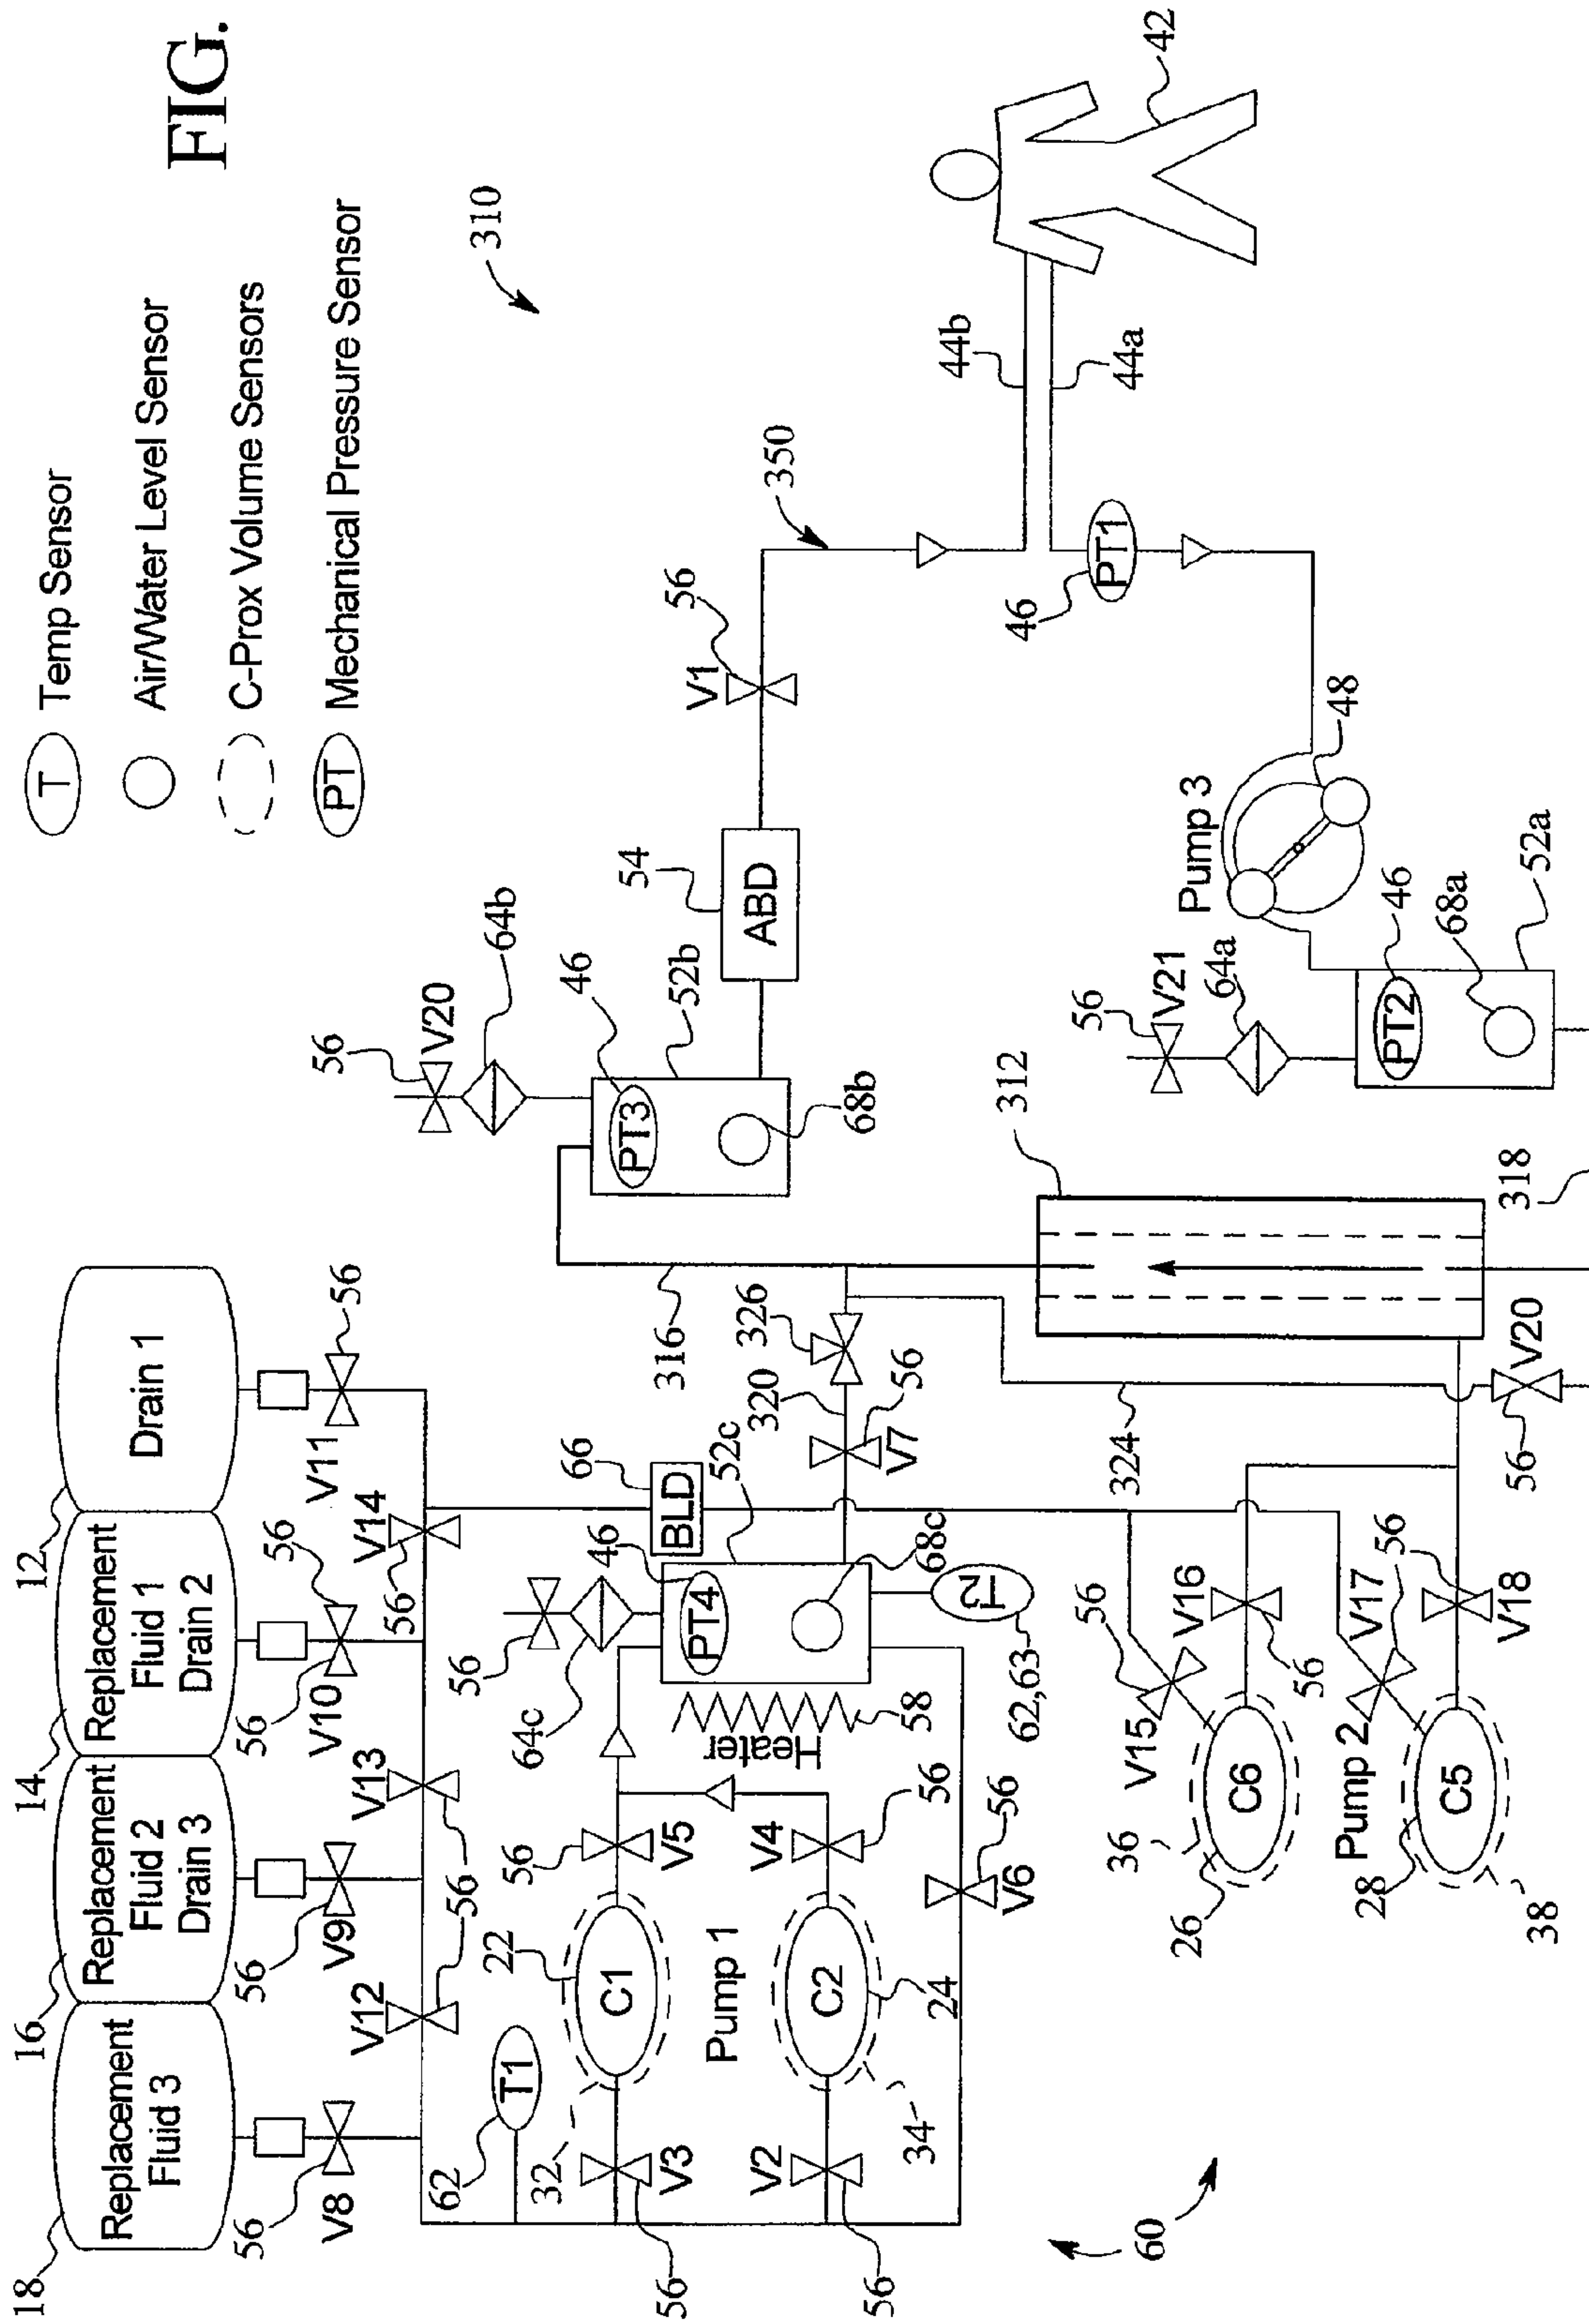 FIG.
T Temp Sensor
Air/Water Level Sensor
C-Prox Volume Sensors
PT Mechanical Pressure Sensor
310
18
16
14
12
Replacement
Fluid 3
Replacement
Fluid 2
Drain 3
Replacement
Fluid 1
Drain 2
Drain 1
56
V8
56
V9
56
V10
56
V11
56
V12
56
V13
56
V14
56
62
T1
32
22
C1
V3
56
V5
56
Pump 1
C2
34
24
V2
56
V4
56
V6
56
60
64c
56
46
PT4
52c
68c
Heater
58
T2
62,63
66
BLD
V7
56
320
326
316
324
312
318
V20
56
56
V20
64b
46
PT3
52b
68b
54
ABD
V1
56
350
44b
44a
42
46
PT1
Pump 3
48
56
V21
64a
46
PT2
68a
52a
V15
56
V16
56
36
26
C6
Pump 2
V17
56
V18
28
C5
38